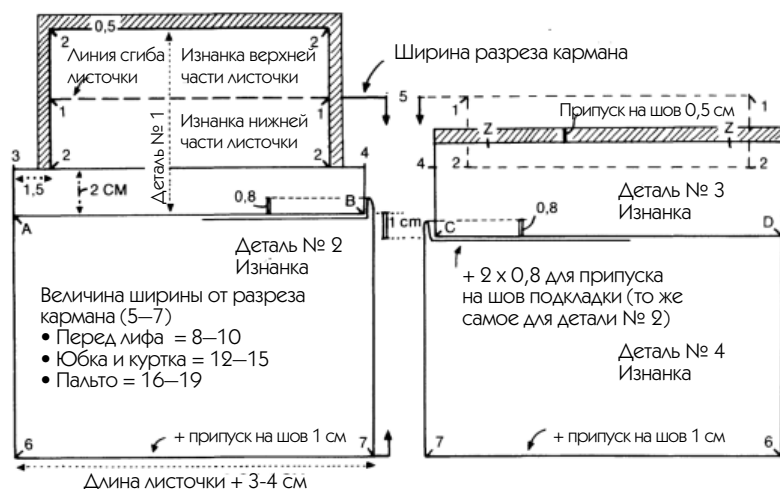 0,5
2
2
Линия сгиба
листочки
Изнанка верхней
части листочки
Ширина разреза кармана
1
1
5
1
1
Изнанка нижней
части листочки
Деталь № 1
Припуск на шов 0,5 см
Z
Z
3
2
2
4
4
2
2
1,5
2 СМ
0,8
B
1 cm
0,8
Деталь № 3
Изнанка
A
C
D
Деталь № 2
Изнанка
+ 2 x 0,8 для припуска
на шов подкладки (то же
самое для детали № 2)
Величина ширины от разреза
кармана (5–7)
• Перед лифа = 8–10
• Юбка и куртка = 12–15
• Пальто = 16–19
Деталь № 4
Изнанка
6
+ припуск на шов 1 см
7
7
+ припуск на шов 1 см
6
Длина листочки + 3-4 см